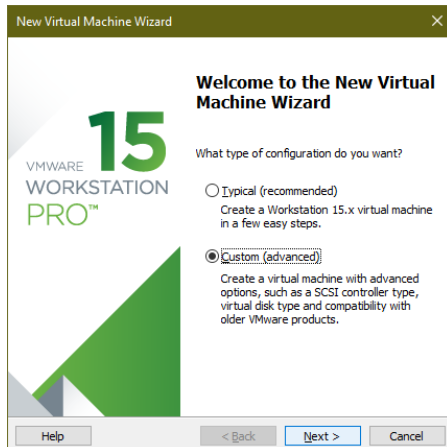 New Virtual Machine Wizard
Welcome to the New Virtual
Machine Wizard
15
VMWARE
WORKSTATION
PRO™
What type of configuration do you want?
Typical (recommended)
Create a Workstation 15.x virtual machine
in a few easy steps.
Custom (advanced)
Create a virtual machine with advanced
options, such as a SCSI controller type,
virtual disk type and compatibility with
older VMware products.
Help
< Back
Next >
Cancel